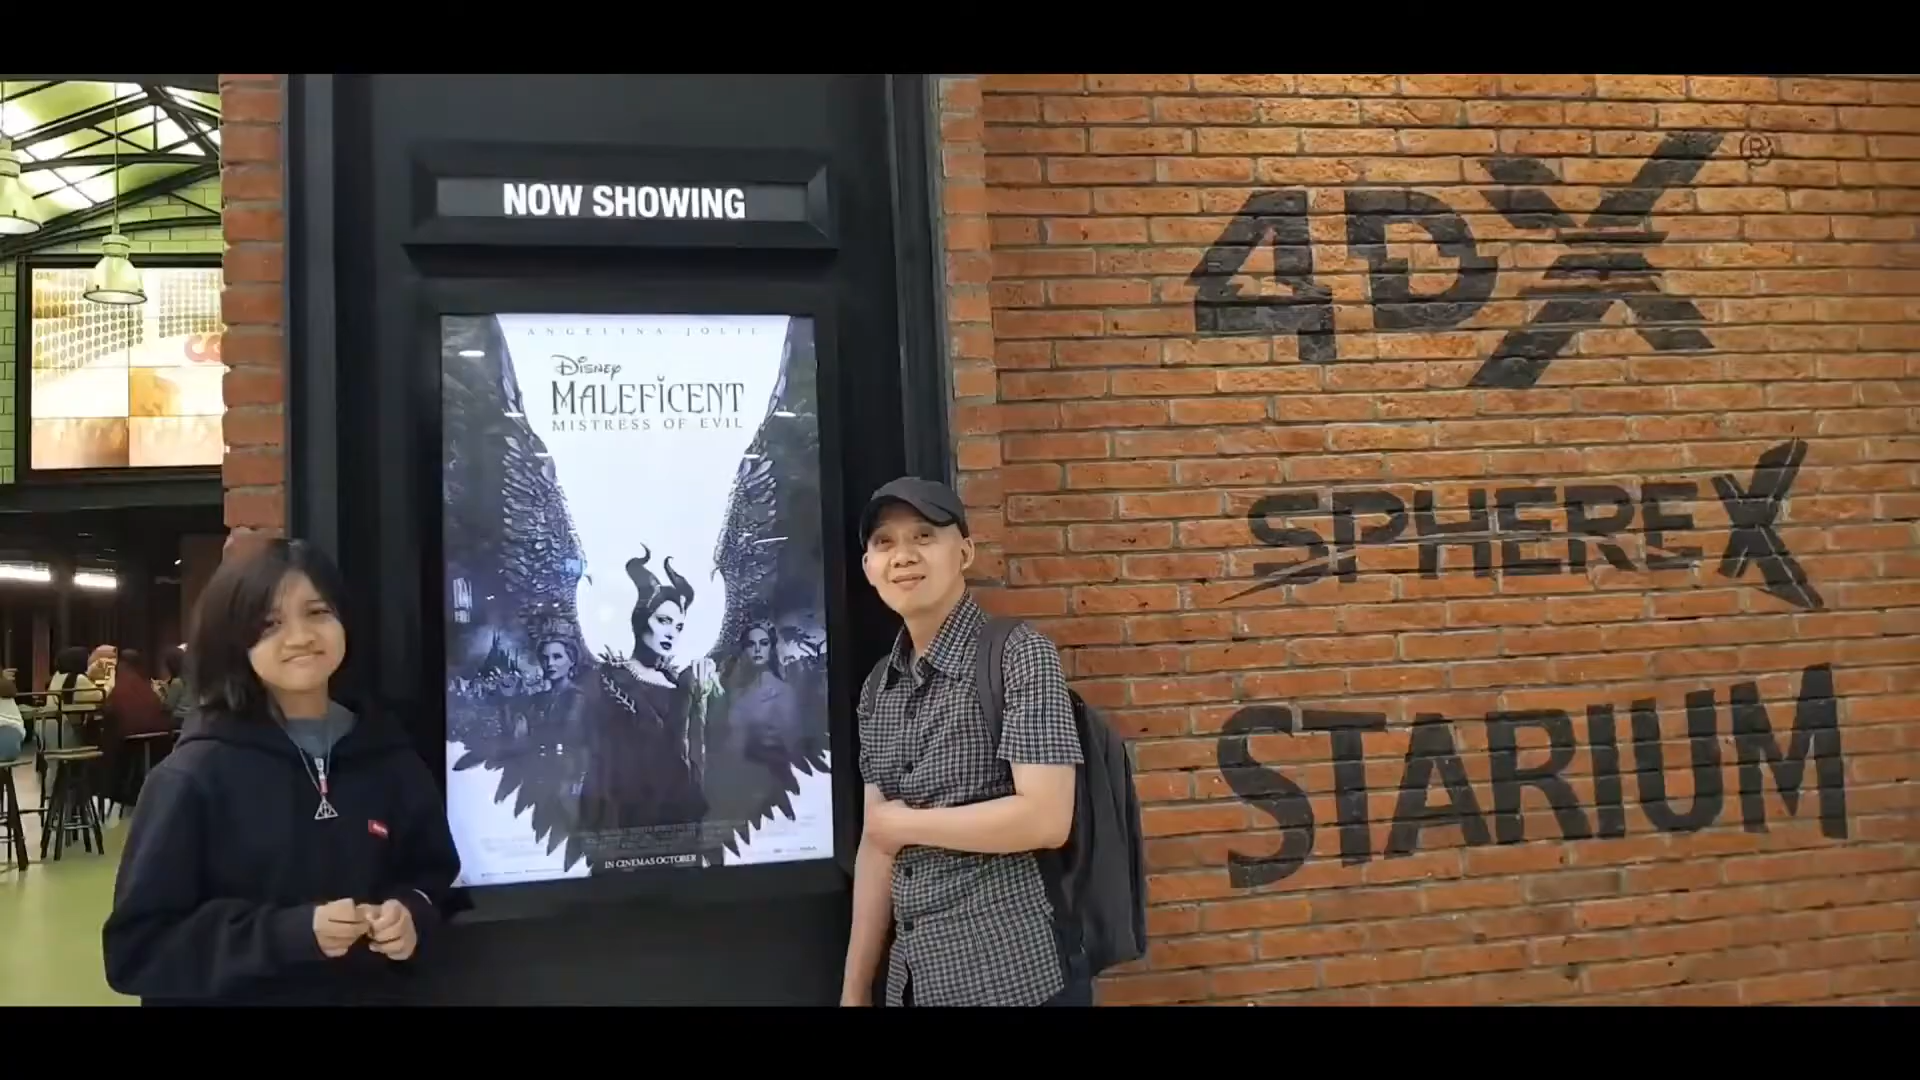 NOW SHOWING
ANGELINA JOLIE
Disney
MALEFICENT
MISTRESS OF EVIL
IN CINEMAS OCTOBER
4DX
®
SPHEREX
STARIUM